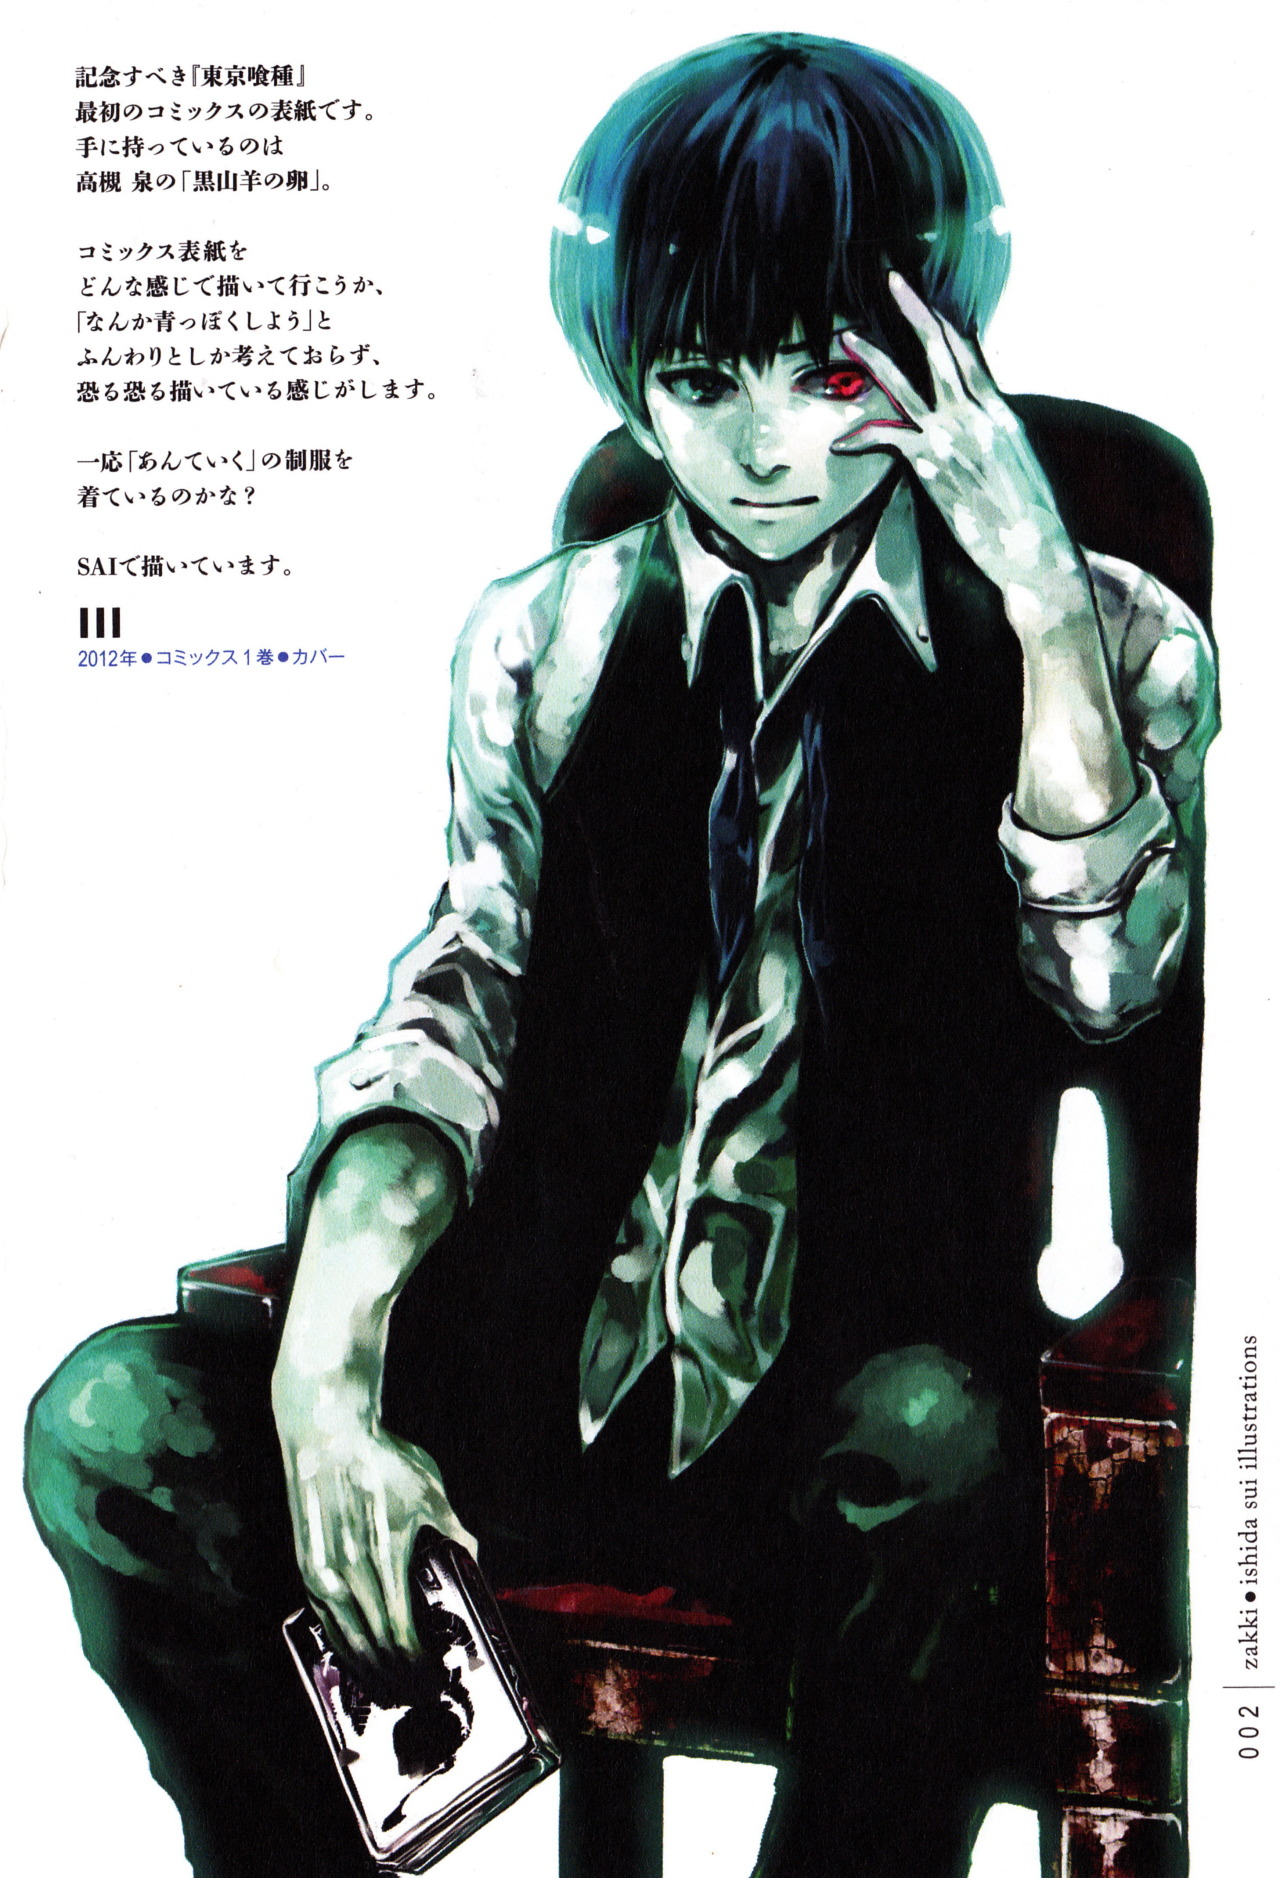 記念すべき『東京喰種』
最初のコミックスの表紙です。
手に持っているのは
高槻 泉の「黒山羊の卵」。
コミックス表紙を
どんな感じで描いて行こうか、
「なんか青っぽくしよう」と
ふんわりとしか考えておらず、
恐る恐る描いている感じがします。
一応「あんていく」の制服を
着ているのかな？
SAIで描いています。
2012年●コミックス1巻●カバー
002 | zakki●ishida sui illustrations